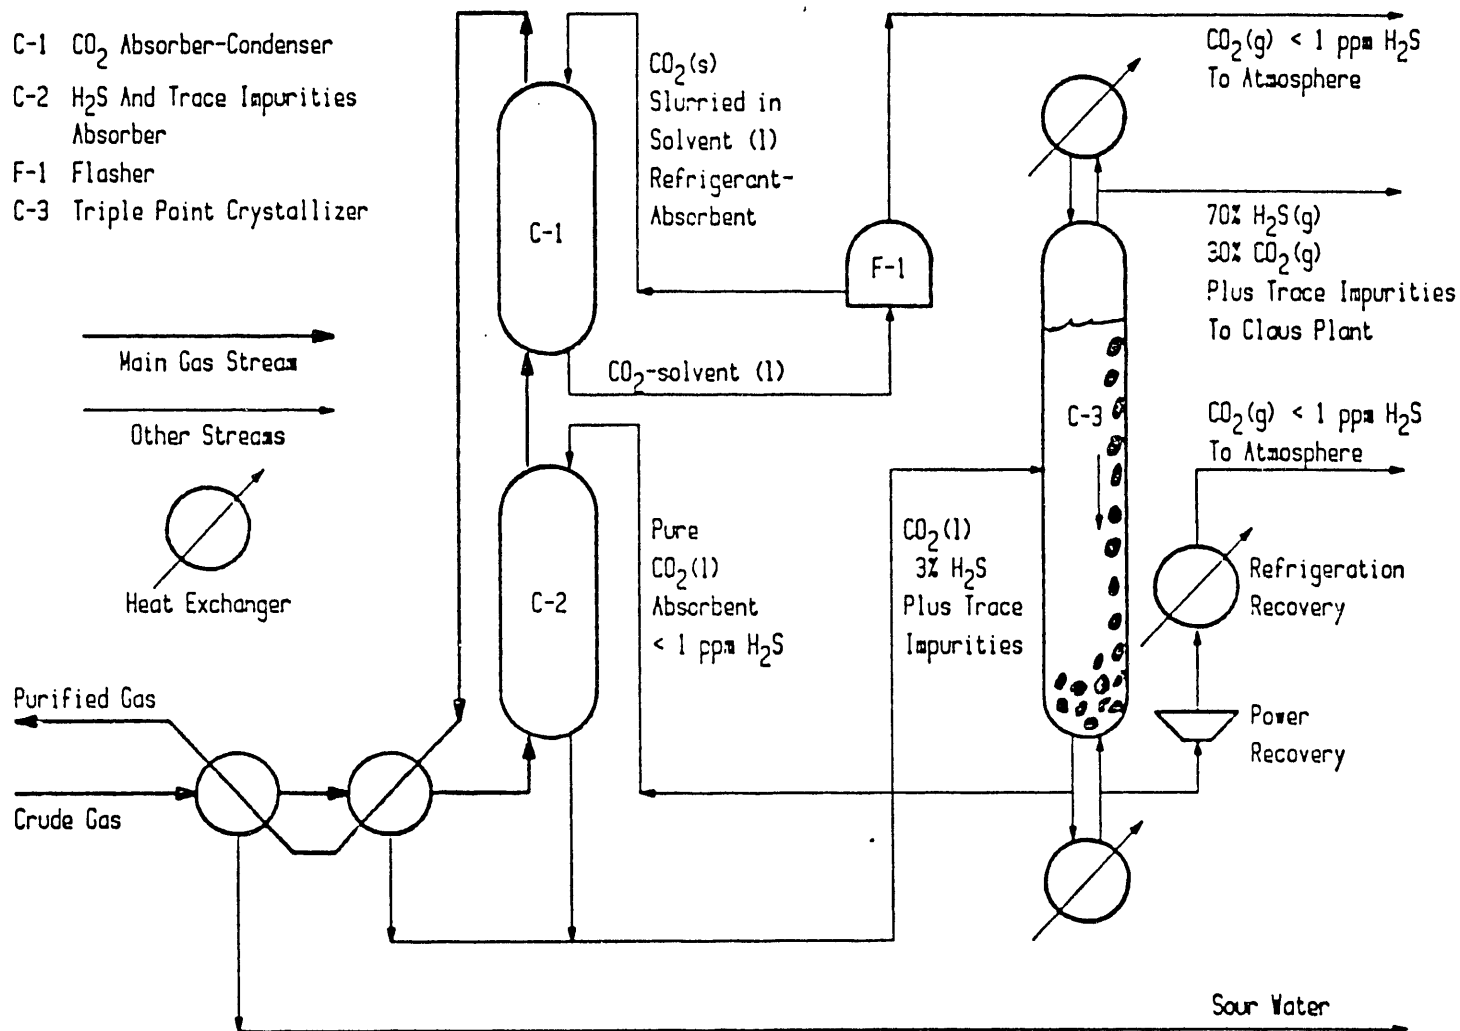 C-1 CO2 Absorber-Condenser
C-2 H2S And Trace Impurities
Absorber
F-1 Flasher
C-3 Triple Point Crystallizer
Main Gas Stream
Other Streams
Heat Exchanger
Purified Gas
Crude Gas
C-1
CO2(s)
Slurried in
Solvent (l)
Refrigerant-
Absorbent
F-1
CO2-solvent (l)
C-2
Pure
CO2(l)
Absorbent
< 1 ppm H2S
CO2(l)
3% H2S
Plus Trace
Impurities
C-3
CO2(g) < 1 ppm H2S
To Atmosphere
70% H2S(g)
30% CO2(g)
Plus Trace Impurities
To Claus Plant
CO2(g) < 1 ppm H2S
To Atmosphere
Refrigeration
Recovery
Power
Recovery
Sour Water